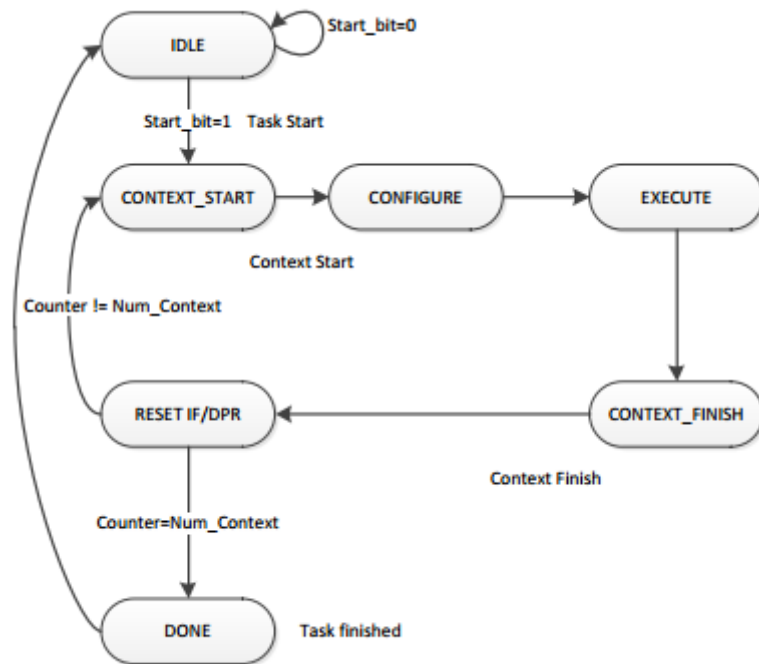 Start_bit=0
IDLE
Start_bit=1 Task Start
CONTEXT_START
CONFIGURE
EXECUTE
Context Start
Counter != Num_Context
RESET IF/DPR
CONTEXT_FINISH
Context Finish
Counter=Num_Context
DONE
Task finished